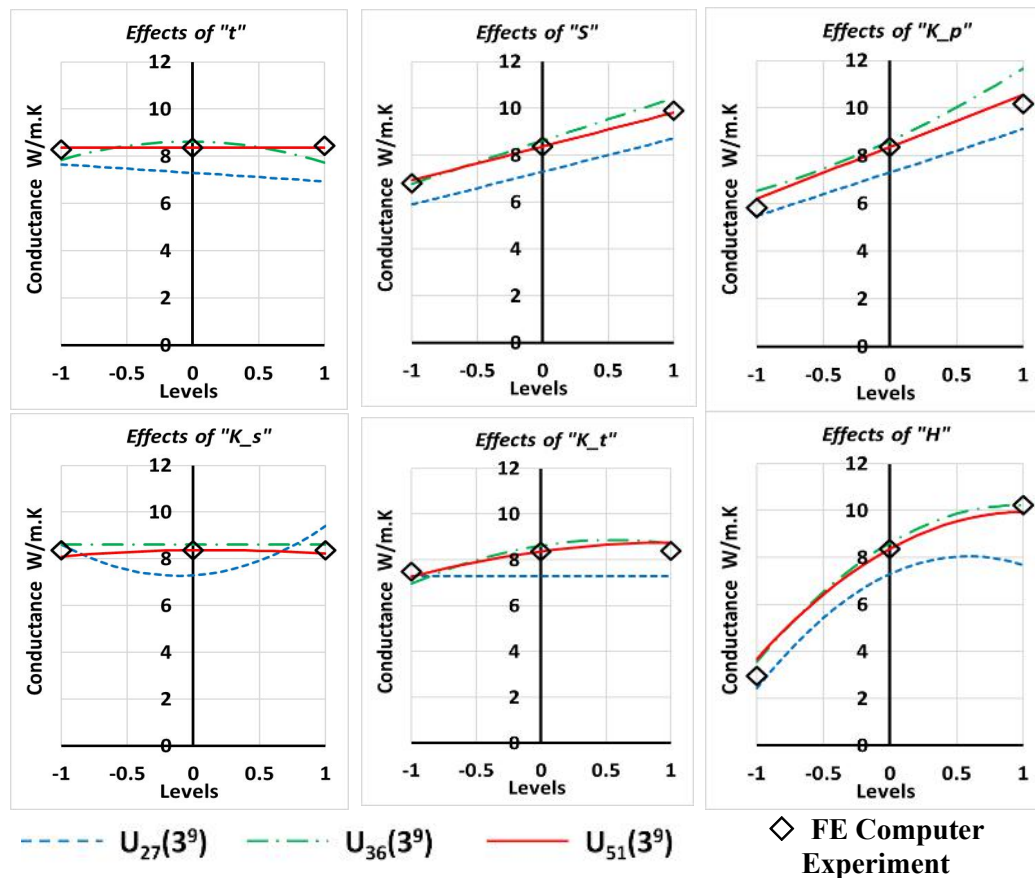 Effects of "t"
Conductance W/m.K
12
10
8
6
4
2
0
-1 -0.5 0 0.5 1
Levels
Effects of "S"
Conductance W/m.K
12
10
8
6
4
2
0
-1 -0.5 0 0.5 1
Levels
Effects of "K_p"
Conductance W/m.K
12
10
8
6
4
2
0
-1 -0.5 0 0.5 1
Levels
Effects of "K_s"
Conductance W/m.K
12
10
8
6
4
2
0
-1 -0.5 0 0.5 1
Levels
Effects of "K_t"
Conductance W/m.K
12
10
8
6
4
2
0
-1 -0.5 0 0.5 1
Levels
Effects of "H"
Conductance W/m.K
12
10
8
6
4
2
0
-1 -0.5 0 0.5 1
Levels
U₂₇(3⁹) U₃₆(3⁹) U₅₁(3⁹) FE Computer
Experiment